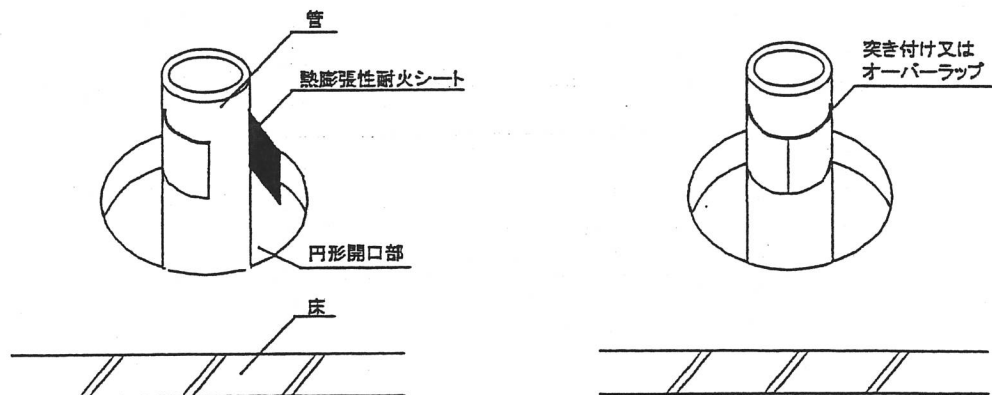 管
熱膨張性耐火シート
円形開口部
床
突き付け又は
オーバーラップ